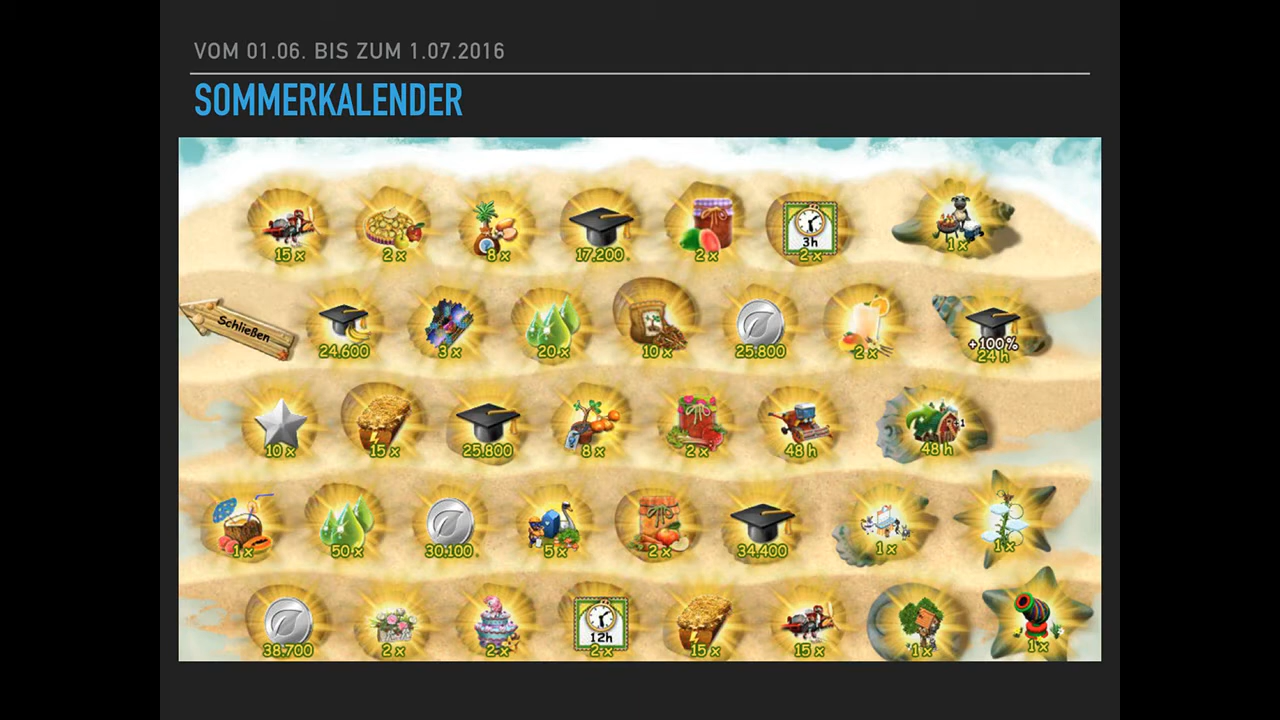 VOM 01.06. BIS ZUM 1.07.2016
SOMMERKALENDER
15 x 2 x 8 x 17.200 2 x 3h 2 x 1 x
Schließen
24.600 3 x 20 x 10 x 25.800 2 x +100% 24 h
10 x 15 x 25.800 8 x 2 x 48 h +1 48 h
1 x 50 x 30.100 5 x 2 x 34.400 1 x 1 x
38.700 2 x 2 x 12h 2 x 15 x 15 x 1 x 1 x